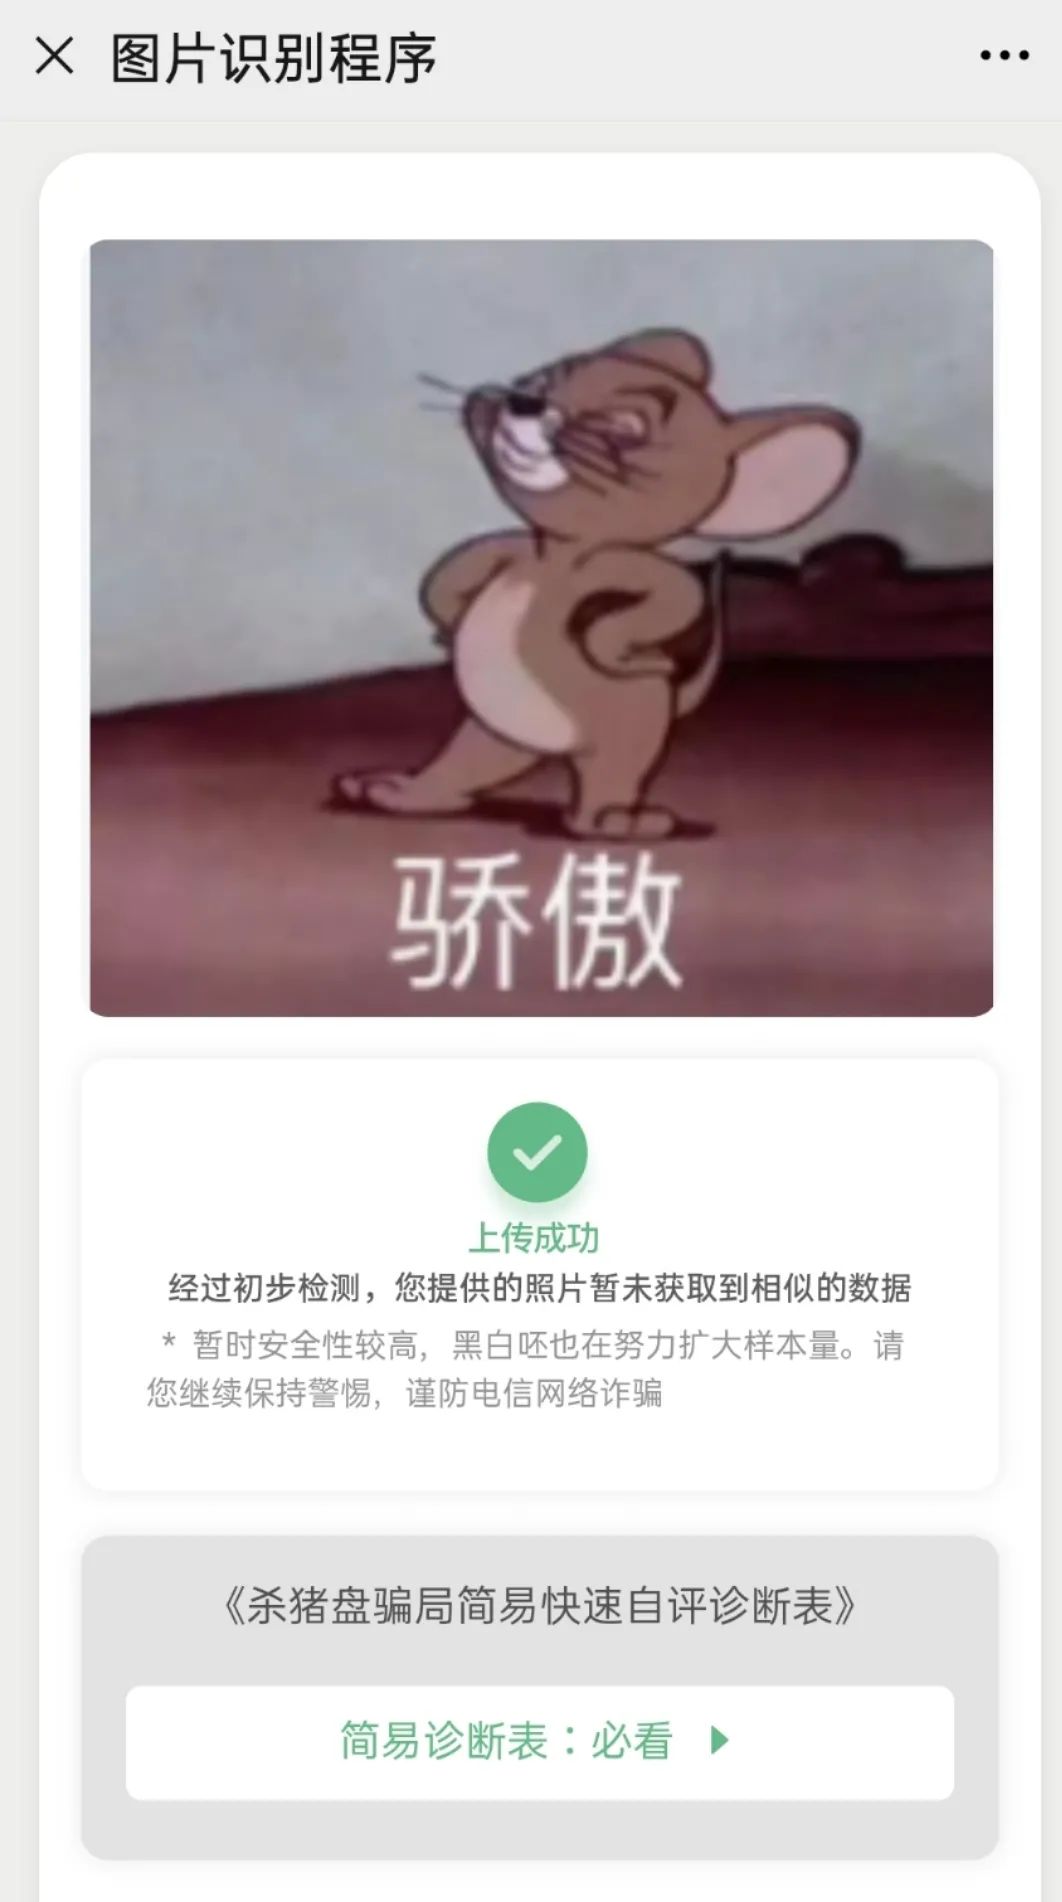 图片识别程序
骄傲
上传成功
经过初步检测，您提供的照片暂未获取到相似的数据
* 暂时安全性较高，黑白呸也在努力扩大样本量。请
您继续保持警惕，谨防电信网络诈骗
《杀猪盘骗局简易快速自评诊断表》
简易诊断表：必看